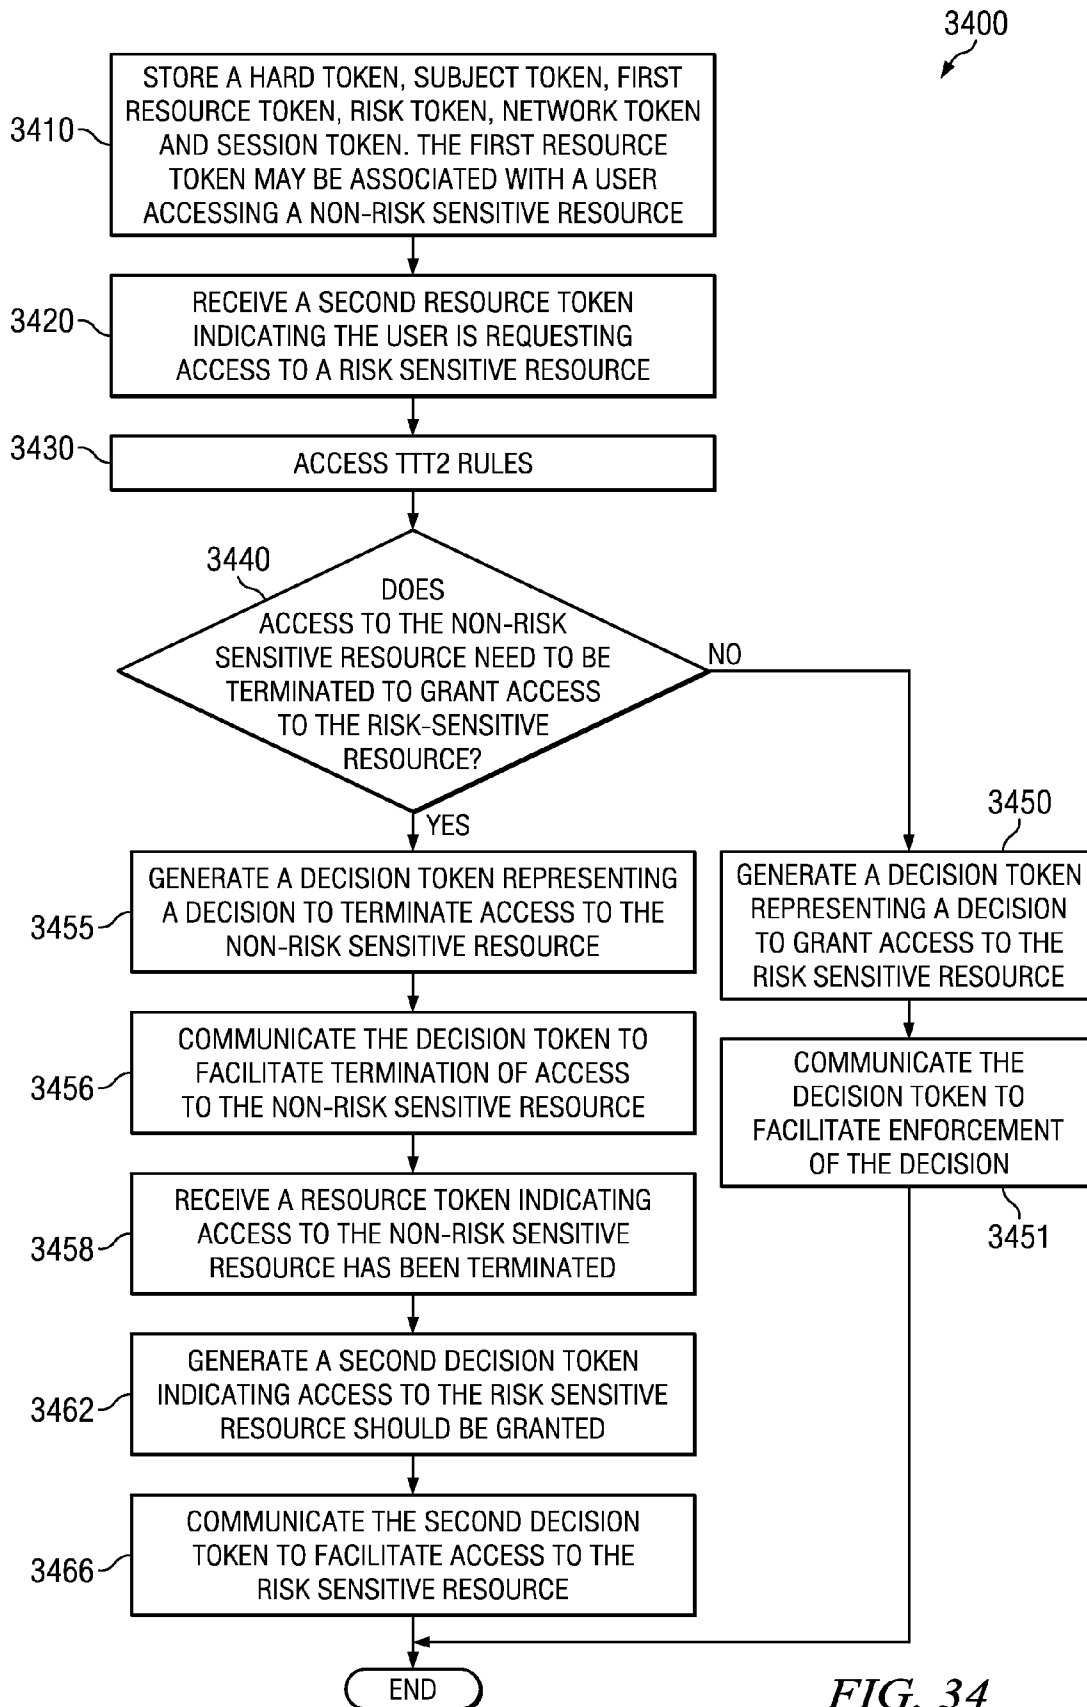 3400
STORE A HARD TOKEN, SUBJECT TOKEN, FIRST
RESOURCE TOKEN, RISK TOKEN, NETWORK TOKEN
AND SESSION TOKEN. THE FIRST RESOURCE
TOKEN MAY BE ASSOCIATED WITH A USER
ACCESSING A NON-RISK SENSITIVE RESOURCE
3410
RECEIVE A SECOND RESOURCE TOKEN
INDICATING THE USER IS REQUESTING
ACCESS TO A RISK SENSITIVE RESOURCE
3420
3430
ACCESS TTT2 RULES
3440
DOES
ACCESS TO THE NON-RISK
SENSITIVE RESOURCE NEED TO BE
TERMINATED TO GRANT ACCESS
TO THE RISK-SENSITIVE
RESOURCE?
NO
YES
3450
GENERATE A DECISION TOKEN
REPRESENTING A DECISION
TO GRANT ACCESS TO THE
RISK SENSITIVE RESOURCE
COMMUNICATE THE
DECISION TOKEN TO
FACILITATE ENFORCEMENT
OF THE DECISION
3451
GENERATE A DECISION TOKEN REPRESENTING
A DECISION TO TERMINATE ACCESS TO THE
NON-RISK SENSITIVE RESOURCE
3455
COMMUNICATE THE DECISION TOKEN TO
FACILITATE TERMINATION OF ACCESS
TO THE NON-RISK SENSITIVE RESOURCE
3456
RECEIVE A RESOURCE TOKEN INDICATING
ACCESS TO THE NON-RISK SENSITIVE
RESOURCE HAS BEEN TERMINATED
3458
GENERATE A SECOND DECISION TOKEN
INDICATING ACCESS TO THE RISK SENSITIVE
RESOURCE SHOULD BE GRANTED
3462
COMMUNICATE THE SECOND DECISION
TOKEN TO FACILITATE ACCESS TO THE
RISK SENSITIVE RESOURCE
3466
END
FIG. 34